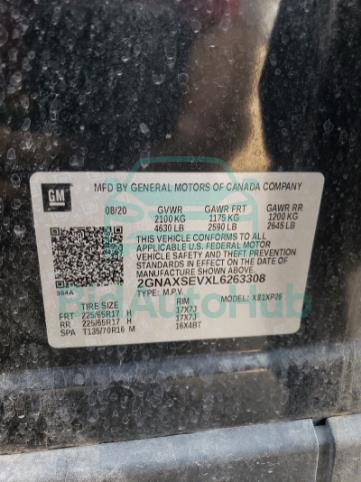 GM
MFD BY GENERAL MOTORS OF CANADA COMPANY
08/20 GVWR GAWR FRT GAWR RR
2100 KG 1175 KG 1200 KG
4630 LB 2590 LB 2645 LB
THIS VEHICLE CONFORMS TO ALL
APPLICABLE U.S. FEDERAL MOTOR
VEHICLE SAFETY AND THEFT PREVENTION
STANDARDS IN EFFECT ON THE DATE OF
MANUFACTURE SHOWN ABOVE.
2GNAXSEVXL6263308
TYPE: M.P.V. MODEL: X81XP26
TIRE SIZE RIM
FRT 225/65R17 H 17X7J
RR 225/65R17 H 17X7J
SPA T135/70R16 M 16X4BT